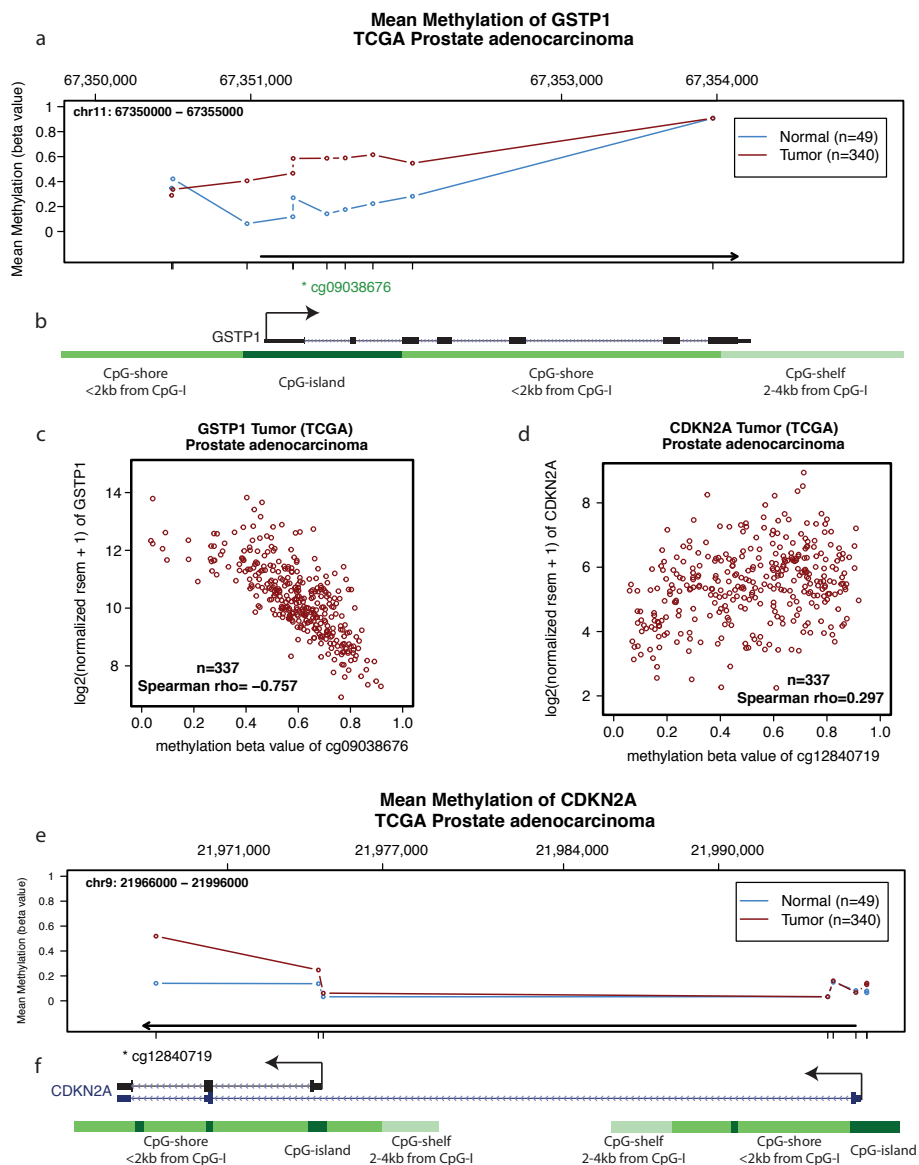 a
Mean Methylation of GSTP1
TCGA Prostate adenocarcinoma
67,350,000
67,351,000
67,353,000
67,354,000
Mean Methylation (beta value)
1
0.8
0.6
0.4
0.2
0
chr11: 67350000 − 67355000
Normal (n=49)
Tumor (n=340)
* cg09038676
b
GSTP1
CpG-shore
<2kb from CpG-I
CpG-island
CpG-shore
<2kb from CpG-I
CpG-shelf
2-4kb from CpG-I
c
GSTP1 Tumor (TCGA)
Prostate adenocarcinoma
log2(normalized rsem + 1) of GSTP1
14
12
10
8
n=337
Spearman rho= −0.757
0.0 0.2 0.4 0.6 0.8 1.0
methylation beta value of cg09038676
d
CDKN2A Tumor (TCGA)
Prostate adenocarcinoma
log2(normalized rsem + 1) of CDKN2A
8
6
4
2
n=337
Spearman rho=0.297
0.0 0.2 0.4 0.6 0.8 1.0
methylation beta value of cg12840719
e
Mean Methylation of CDKN2A
TCGA Prostate adenocarcinoma
21,971,000
21,977,000
21,984,000
21,990,000
Mean Methylation (beta value)
1
0.8
0.6
0.4
0.2
0
chr9: 21966000 − 21996000
Normal (n=49)
Tumor (n=340)
* cg12840719
f
CDKN2A
CpG-shore
<2kb from CpG-I
CpG-island
CpG-shelf
2-4kb from CpG-I
CpG-shelf
2-4kb from CpG-I
CpG-shore
<2kb from CpG-I
CpG-island